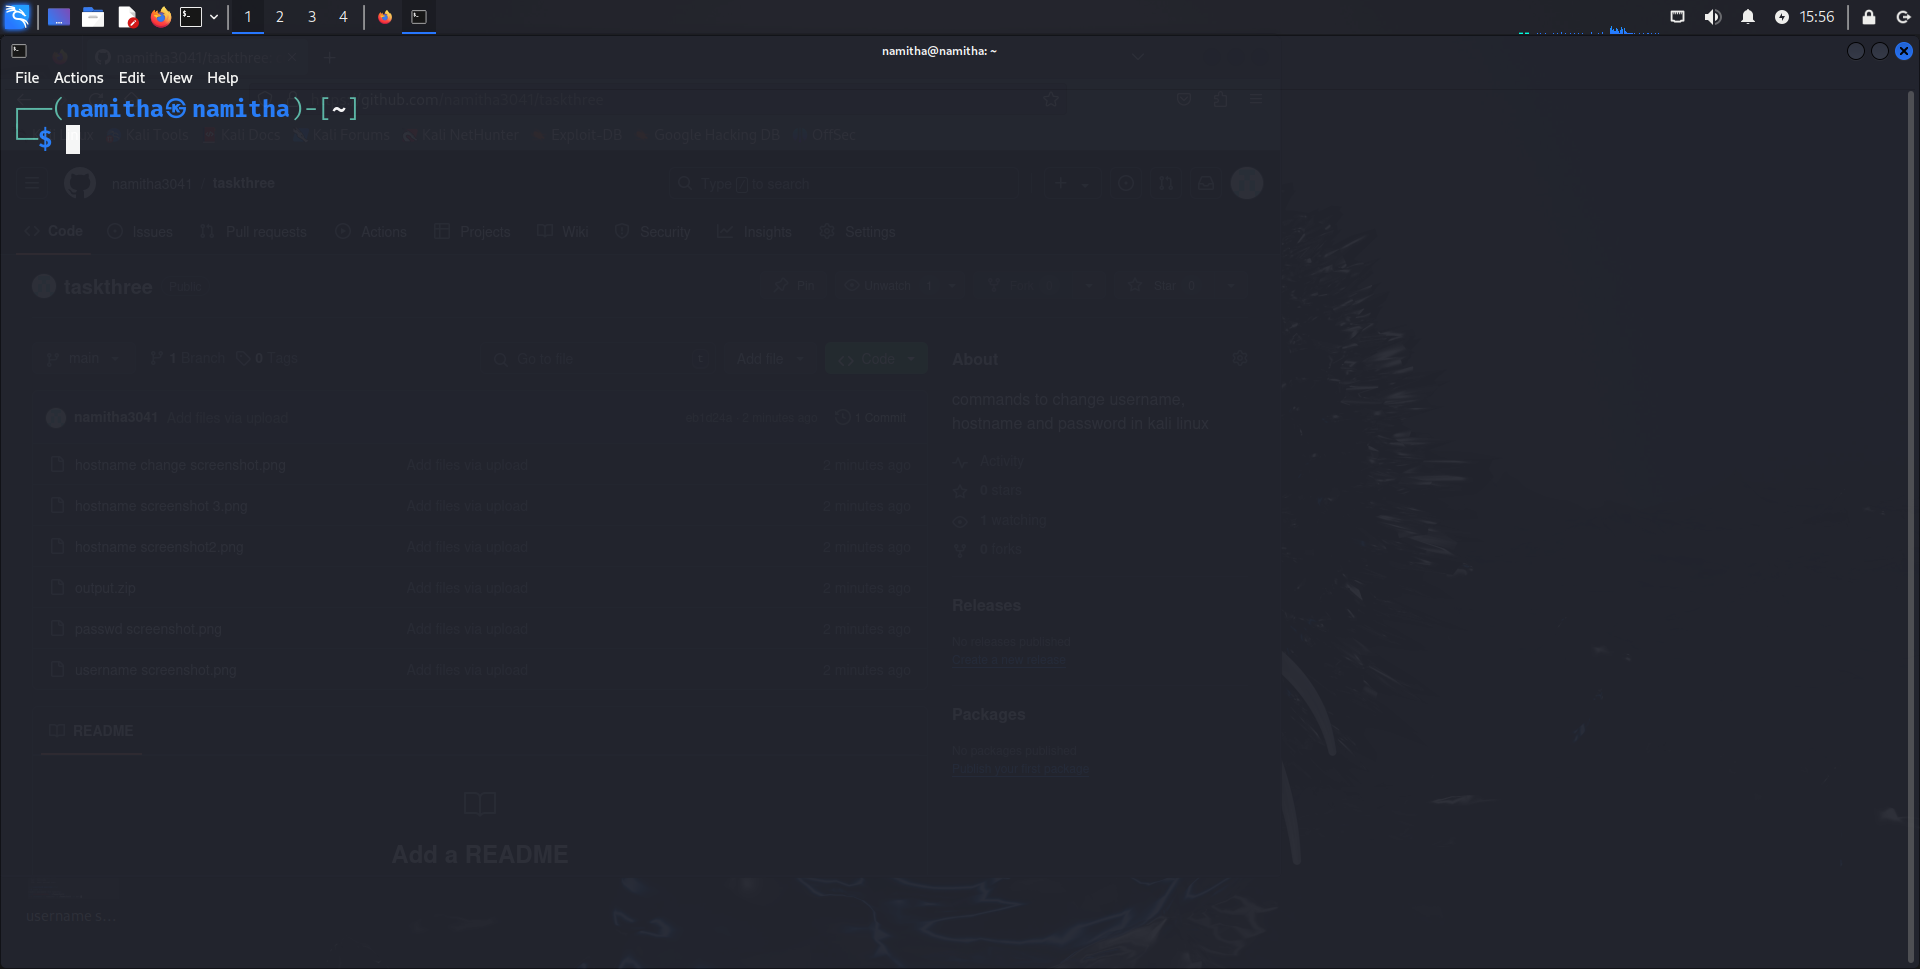 1 2 3 4 15:56
namitha3041/taskthree
namitha@namitha: ~
File Actions Edit View Help
github.com/namitha3041/taskthree
┌──(namitha㉿namitha)-[~]
└─$
Kali Tools Kali Docs Kali Forums Kali NetHunter Exploit-DB Google Hacking DB OffSec
namitha3041 / taskthree Type / to search
Code Issues Pull requests Actions Projects Wiki Security Insights Settings
taskthree Public Pin Unwatch 1 Fork 0 Star 0
main 1 Branch 0 Tags Go to file t Add file Code
About
commands to change username,
hostname and password in kali linux
namitha3041 Add files via upload 2 minutes ago 1 Commit
hostname change screenshot.png Add files via upload 2 minutes ago
hostname screenshot 3.png Add files via upload 2 minutes ago
hostname screenshot2.png Add files via upload 2 minutes ago
output.zip Add files via upload 2 minutes ago
passwd screenshot.png Add files via upload 2 minutes ago
username screenshot.png Add files via upload 2 minutes ago
Activity
0 stars
1 watching
0 forks
Releases
No releases published
Create a new release
Packages
No packages published
Publish your first package
README
Add a README
username s...